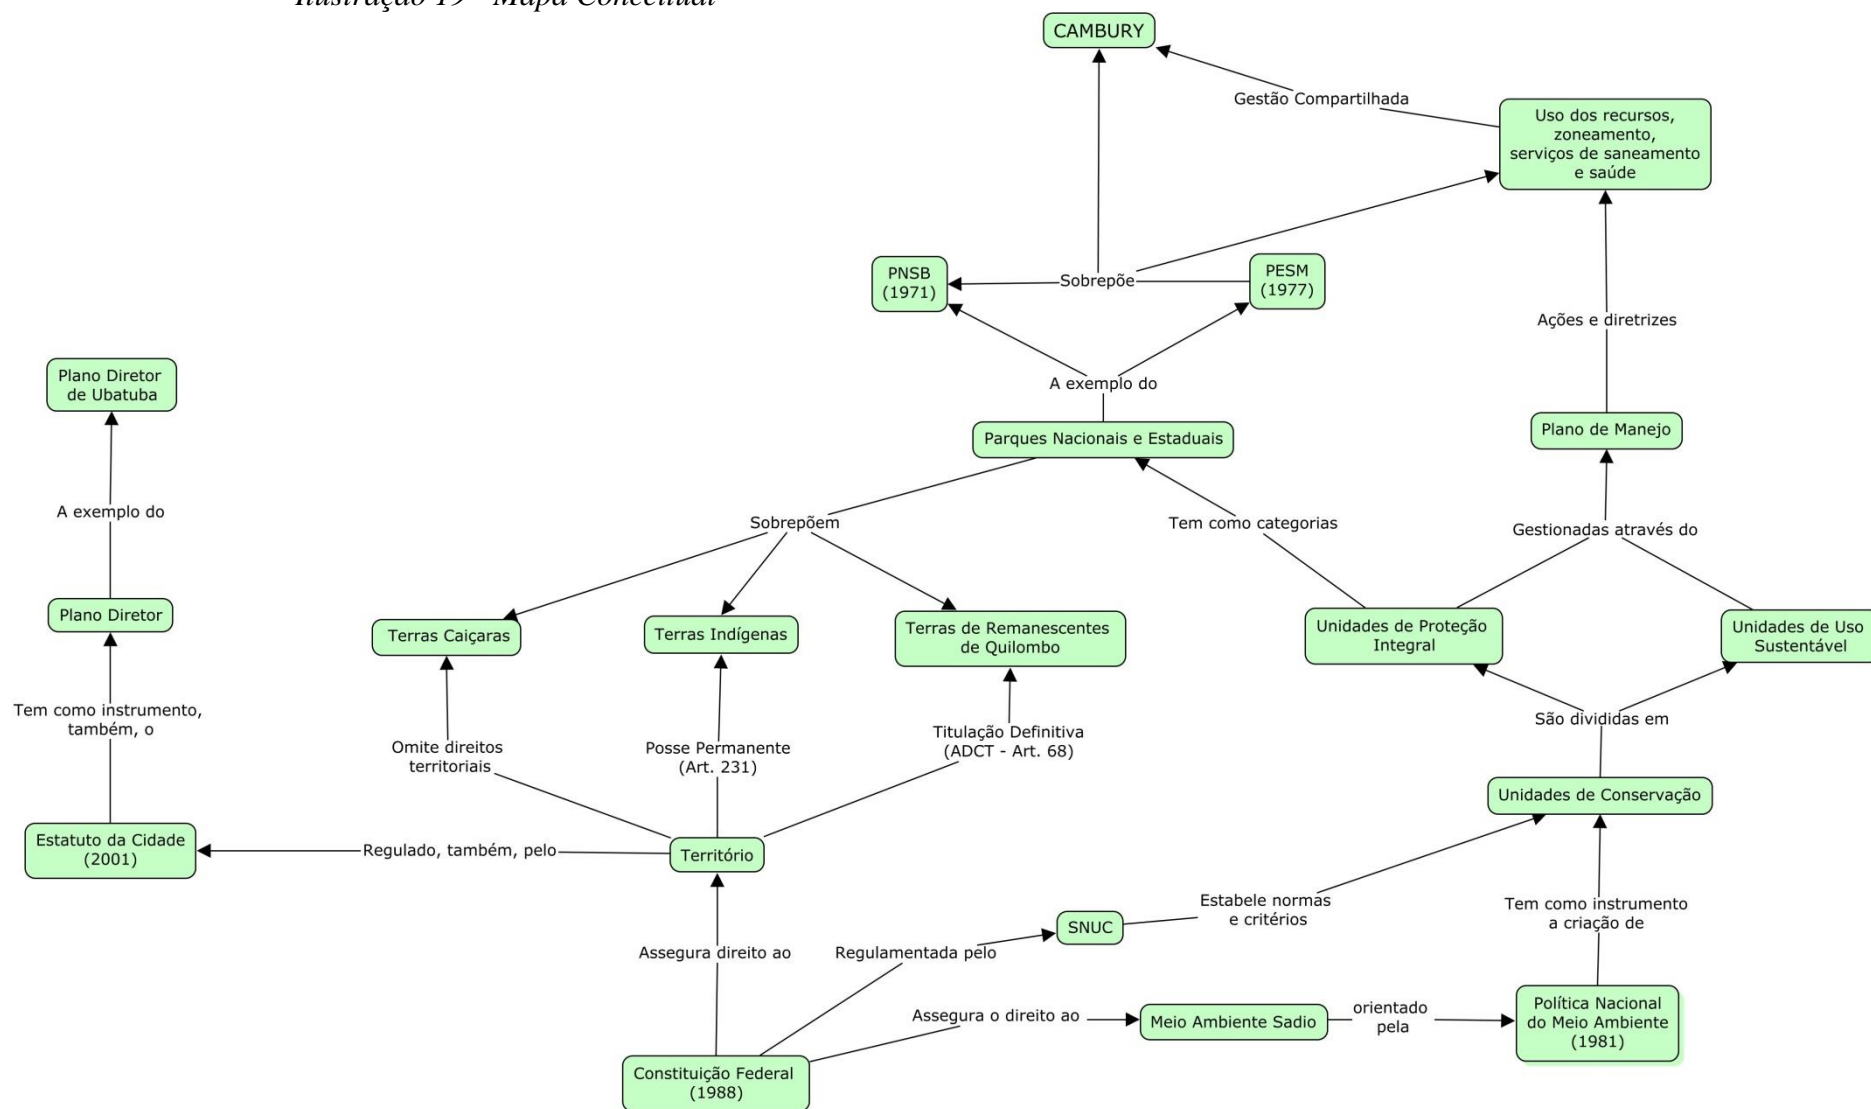 Ilustração 19 - Mapa Conceitual
CAMBURY
Gestão Compartilhada
Uso dos recursos,
zoneamento,
serviços de saneamento
e saúde
PNSB
(1971)
Sobrepõe
PESM
(1977)
Ações e diretrizes
A exemplo do
Plano Diretor
de Ubatuba
Parques Nacionais e Estaduais
Plano de Manejo
A exemplo do
Sobrepõem
Tem como categorias
Gestionadas através do
Plano Diretor
Terras Caiçaras
Terras Indígenas
Terras de Remanescentes
de Quilombo
Unidades de Proteção
Integral
Unidades de Uso
Sustentável
Tem como instrumento,
também, o
Omite direitos
territoriais
Posse Permanente
(Art. 231)
Titulação Definitiva
(ADCT - Art. 68)
São divididas em
Unidades de Conservação
Estatuto da Cidade
(2001)
Regulado, também, pelo
Território
Estabele normas
e critérios
Tem como instrumento
a criação de
SNUC
Assegura direito ao
Regulamentada pelo
Assegura o direito ao
Meio Ambiente Sadio
orientado
pela
Política Nacional
do Meio Ambiente
(1981)
Constituição Federal
(1988)